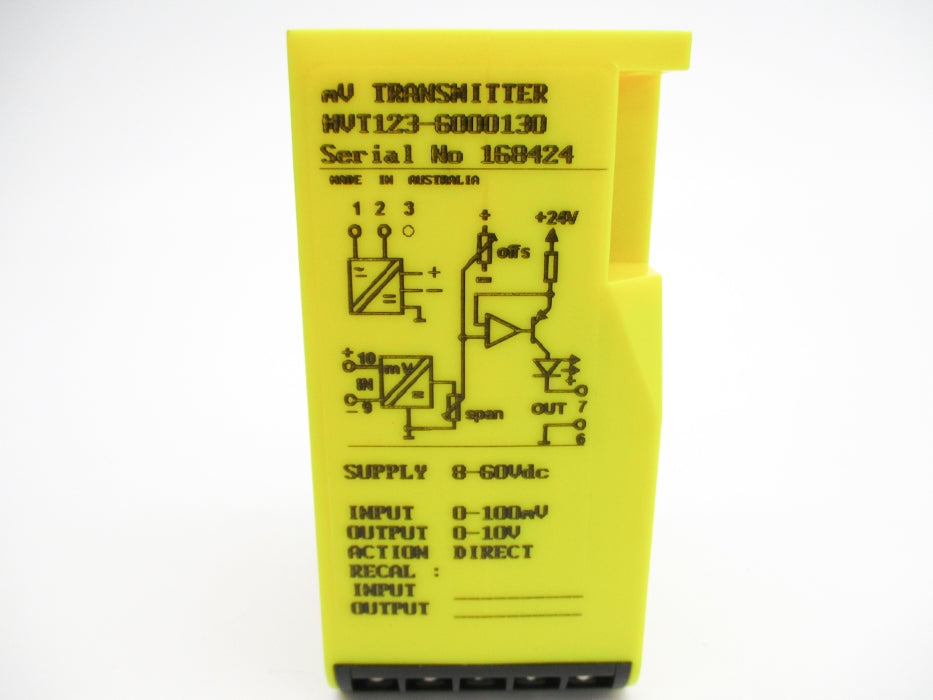 mV TRANSMITTER
MVT123-6000130
Serial No 168424
MADE IN AUSTRALIA
1 2 3
+ +24V
offs
+
-
~
=
-
+ 10
mV
IN
=
- 9
span
OUT 7
6
SUPPLY 8-60Vdc
INPUT 0-100mV
OUTPUT 0-10V
ACTION DIRECT
RECAL :
INPUT
OUTPUT